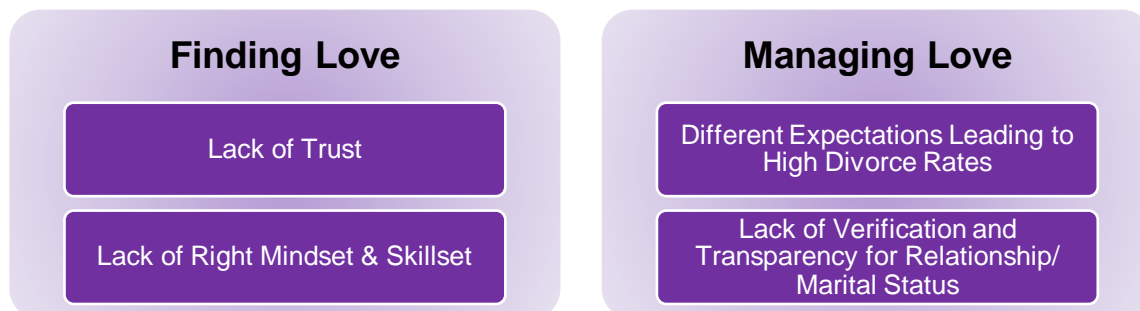 Finding Love
Lack of Trust
Lack of Right Mindset & Skillset
Managing Love
Different Expectations Leading to
High Divorce Rates
Lack of Verification and
Transparency for Relationship/
Marital Status